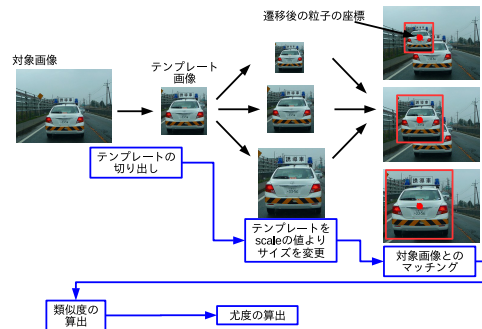 遷移後の粒子の座標
対象画像
テンプレート
画像
誘導車
テンプレートの
切り出し
テンプレートを
scaleの値より
サイズを変更
対象画像との
マッチング
類似度の
算出
尤度の算出